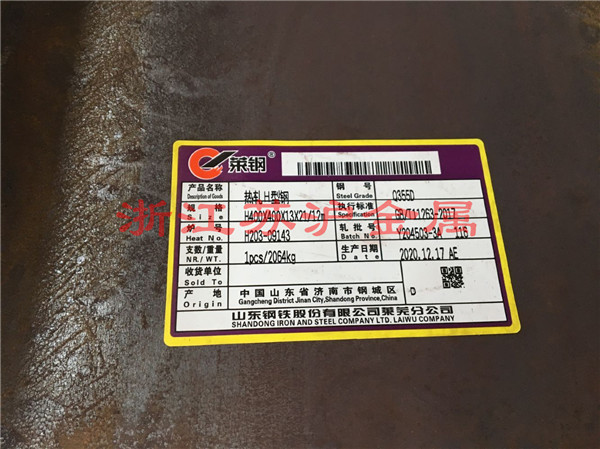 莱钢®
产品名称 Description of Goods 热轧 H型钢 钢 号 Steel Grade Q355D
规 格 Size H400X400X13X21/12m 执行标准 Specification GB/T11263-2017
炉 号 Heat No. H203-09143 轧 批 号 Batch No. 116
支数/重量 NR./WT. 1pcs/2064kg 生产日期 Date 2020.12.17 AE
收货单位 Sold To
产 地 Origin 中国山东省济南市钢城区 D
Gangcheng District Jinan City,Shandong Province,China
山东钢铁股份有限公司莱芜分公司
SHANDONG IRON AND STEEL COMPANY LTD. LAIWU COMPANY
浙江苏沪金属